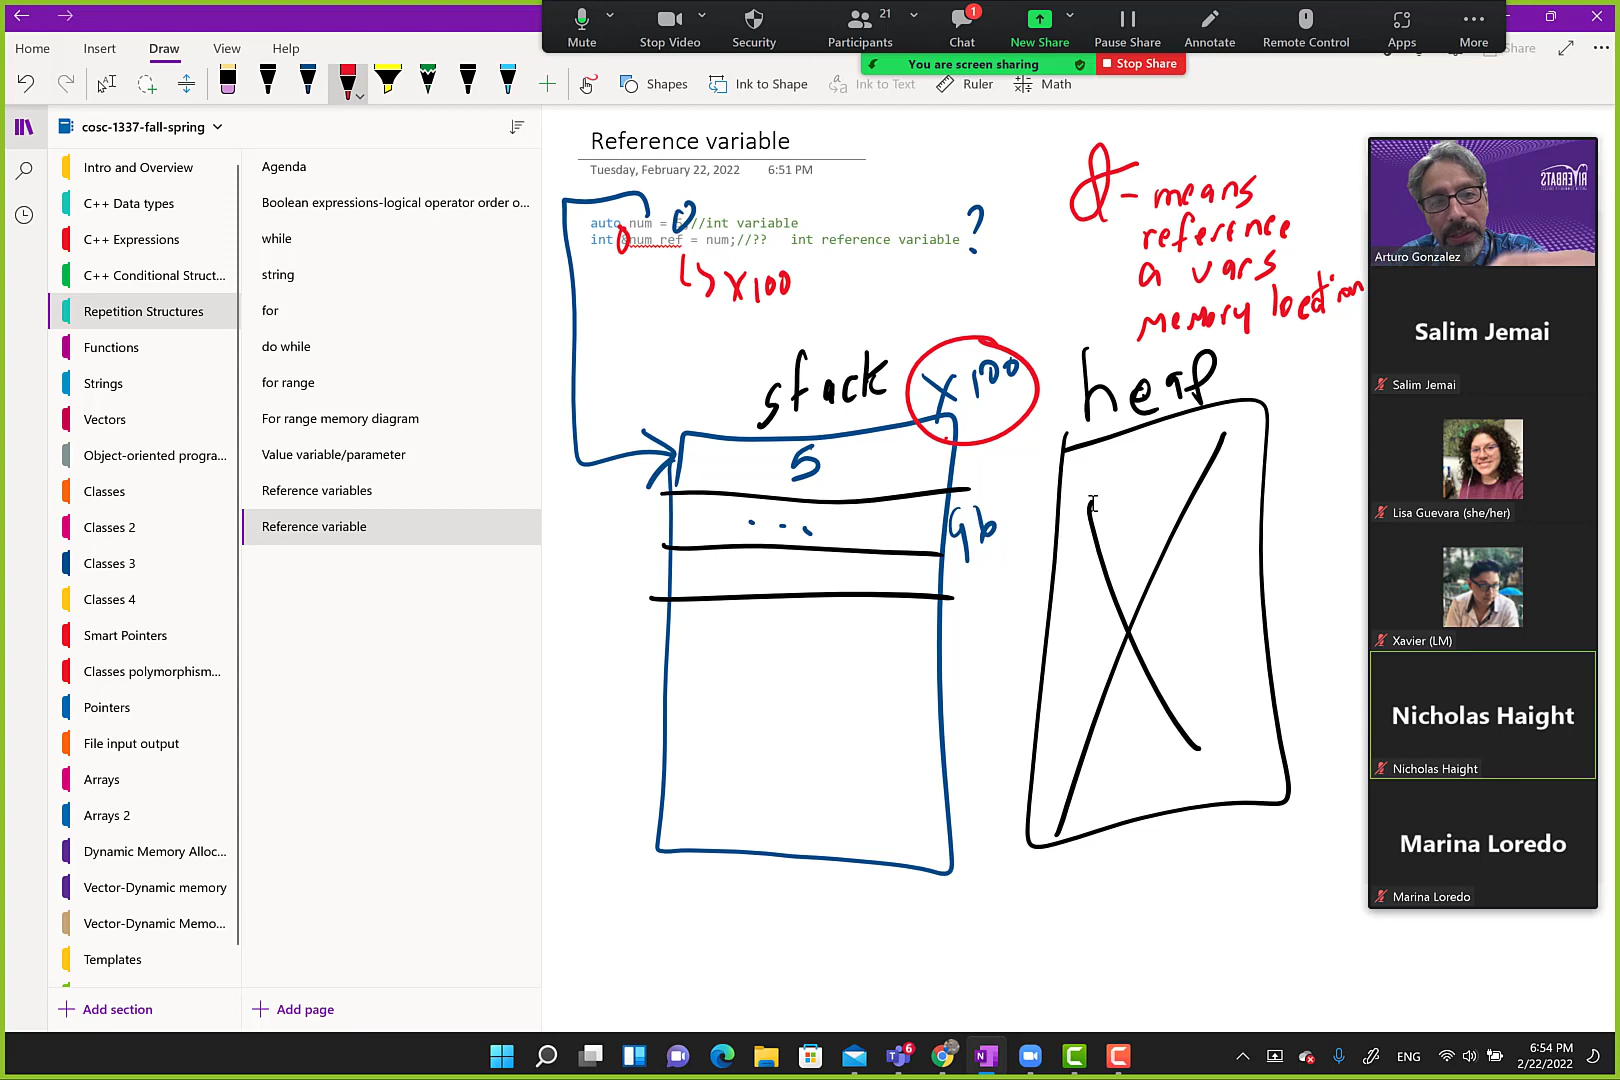 Mute
Stop Video
Security
Participants
21
Chat
1
New Share
Pause Share
Annotate
Remote Control
Apps
More
You are screen sharing
Stop Share
Share
Home
Insert
Draw
View
Help
Shapes
Ink to Shape
Ink to Text
Ruler
Math
cosc-1337-fall-spring
Intro and Overview
C++ Data types
C++ Expressions
C++ Conditional Struct...
Repetition Structures
Functions
Strings
Vectors
Object-oriented progra...
Classes
Classes 2
Classes 3
Classes 4
Smart Pointers
Classes polymorphism...
Pointers
File input output
Arrays
Arrays 2
Dynamic Memory Alloc...
Vector-Dynamic memory
Vector-Dynamic Memo...
Templates
Add section
Agenda
Boolean expressions-logical operator order o...
while
string
for
do while
for range
For range memory diagram
Value variable/parameter
Reference variables
Reference variable
Add page
Reference variable
Tuesday, February 22, 2022
6:51 PM
auto num = 5;//int variable
int &num_ref = num;//?? int reference variable
?
x100
& - means
reference
a vars
memory location
stack
x100
heap
5
...
RIVERBATS
Arturo Gonzalez
Salim Jemai
Salim Jemai
Lisa Guevara (she/her)
Xavier (LM)
Nicholas Haight
Nicholas Haight
Marina Loredo
Marina Loredo
6
ENG
6:54 PM
2/22/2022